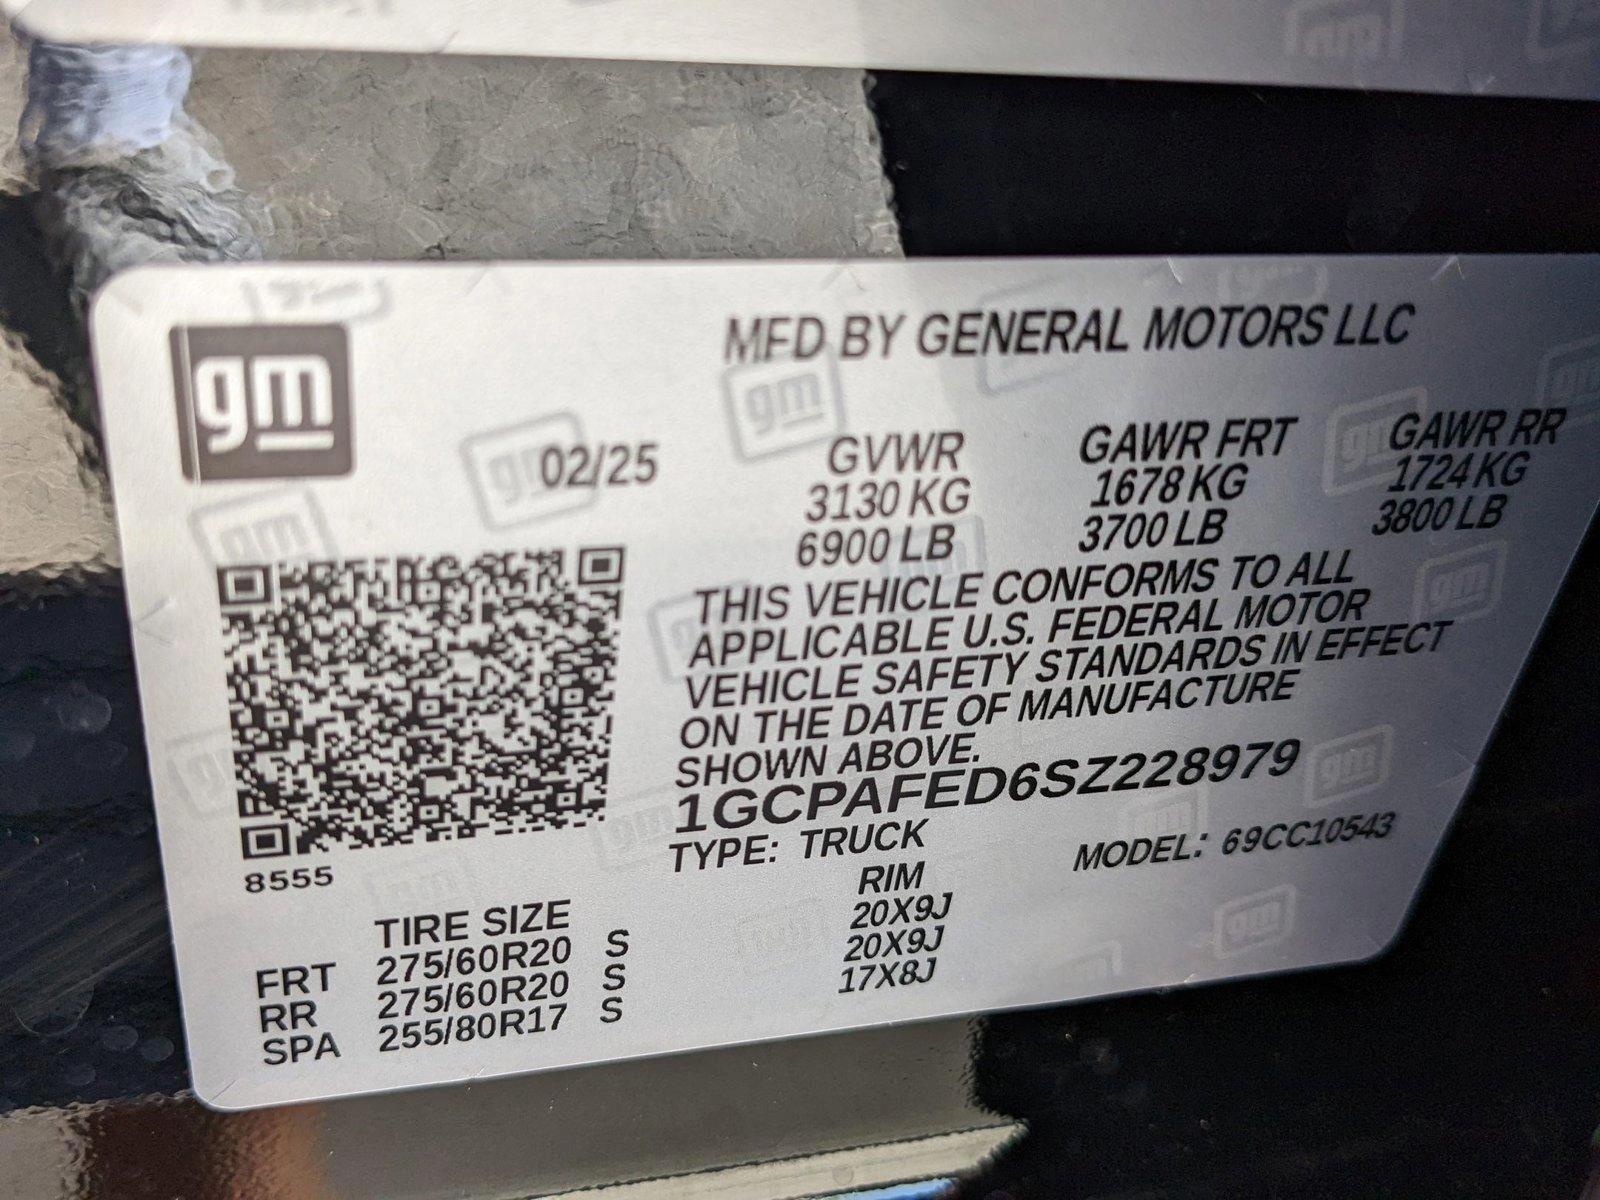 gm
MFD BY GENERAL MOTORS LLC
02/25
GVWR GAWR FRT GAWR RR
3130 KG 1678 KG 1724 KG
6900 LB 3700 LB 3800 LB
THIS VEHICLE CONFORMS TO ALL
APPLICABLE U.S. FEDERAL MOTOR
VEHICLE SAFETY STANDARDS IN EFFECT
ON THE DATE OF MANUFACTURE
SHOWN ABOVE.
1GCPAFED6SZ228979
TYPE: TRUCK MODEL: 69CC10543
8555
TIRE SIZE RIM
FRT 275/60R20 S 20X9J
RR 275/60R20 S 20X9J
SPA 255/80R17 S 17X8J